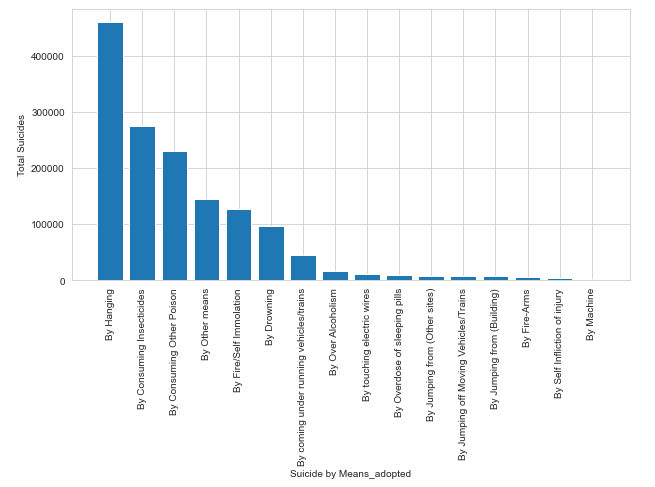 400000
300000
200000
100000
0
Total Suicides
By Hanging
By Consuming Insecticides
By Consuming Other Poison
By Other means
By Fire/Self Immolation
By Drowning
By coming under running vehicles/trains
By Over Alcoholism
By touching electric wires
By Overdose of sleeping pills
By Jumping from (Other sites)
By Jumping off Moving Vehicles/Trains
By Jumping from (Building)
By Fire-Arms
By Self Infliction of injury
By Machine
Suicide by Means_adopted